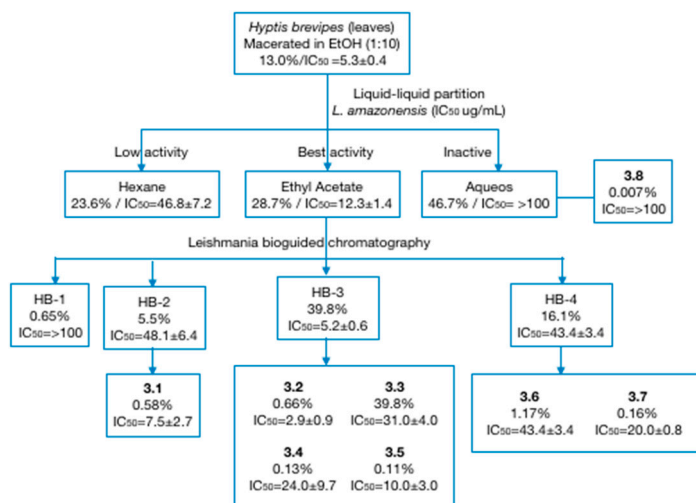 Hyptis brevipes (leaves)
Macerated in EtOH (1:10)
13.0%/IC50 =5.3±0.4
Liquid-liquid partition
L. amazonensis (IC50 ug/mL)
Low activity
Best activity
Inactive
Hexane
23.6% / IC50=46.8±7.2
Ethyl Acetate
28.7% / IC50=12.3±1.4
Aqueos
46.7% / IC50= >100
3.8
0.007%
IC50=>100
Leishmania bioguided chromatography
HB-1
0.65%
IC50=>100
HB-2
5.5%
IC50=48.1±6.4
HB-3
39.8%
IC50=5.2±0.6
HB-4
16.1%
IC50=43.4±3.4
3.1
0.58%
IC50=7.5±2.7
3.2
0.66%
IC50=2.9±0.9
3.3
39.8%
IC50=31.0±4.0
3.4
0.13%
IC50=24.0±9.7
3.5
0.11%
IC50=10.0±3.0
3.6
1.17%
IC50=43.4±3.4
3.7
0.16%
IC50=20.0±0.8